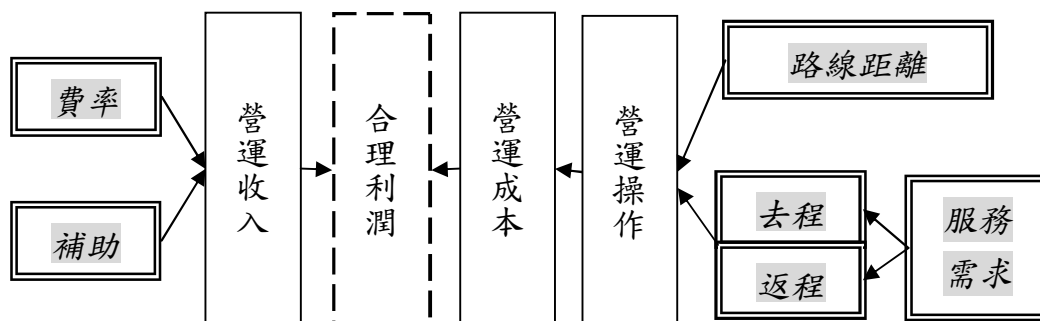 費率
補助
營運收入
合理利潤
營運成本
營運操作
路線距離
去程
返程
服務
需求